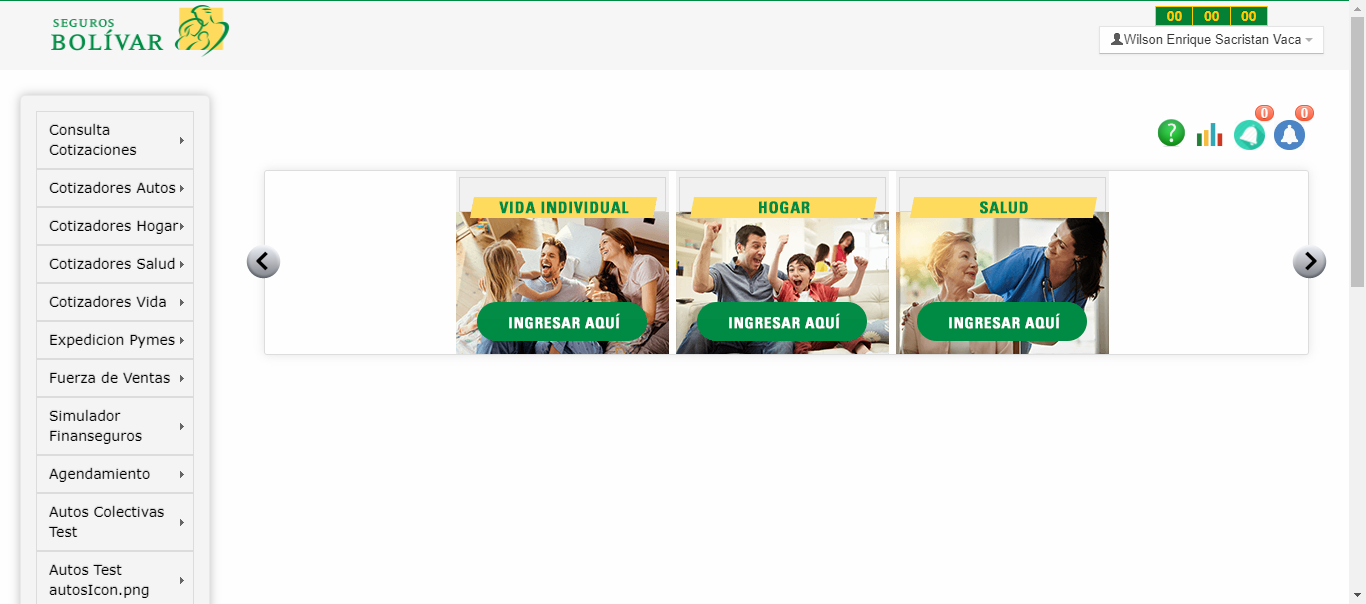 SEGUROS
BOLÍVAR
00 00 00
Wilson Enrique Sacristan Vaca
Consulta
Cotizaciones
Cotizadores Autos
Cotizadores Hogar
Cotizadores Salud
Cotizadores Vida
Expedicion Pymes
Fuerza de Ventas
Simulador
Finanseguros
Agendamiento
Autos Colectivas
Test
Autos Test
autosIcon.png
?
0
0
VIDA INDIVIDUAL
INGRESAR AQUÍ
HOGAR
INGRESAR AQUÍ
SALUD
INGRESAR AQUÍ